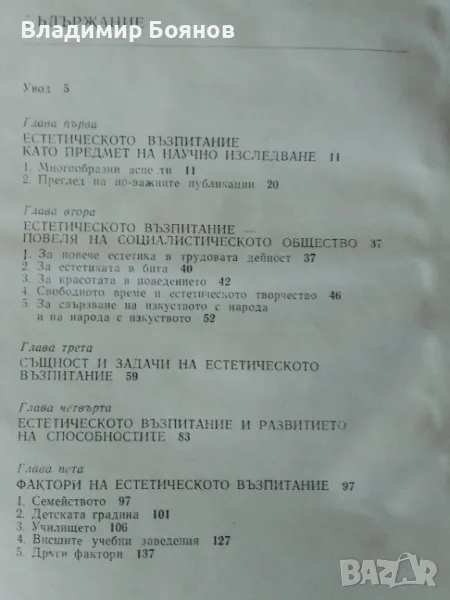 Владимир Боянов
СЪДЪРЖАНИЕ
Увод 5
Глава първа
ЕСТЕТИЧЕСКОТО ВЪЗПИТАНИЕ
КАТО ПРЕДМЕТ НА НАУЧНО ИЗСЛЕДВАНЕ 11
1. Многообразни аспекти 11
2. Преглед на по-важните публикации 20
Глава втора
ЕСТЕТИЧЕСКОТО ВЪЗПИТАНИЕ —
ПОВЕЛЯ НА СОЦИАЛИСТИЧЕСКОТО ОБЩЕСТВО 37
1. За повече естетика в трудовата дейност 37
2. За естетиката в бита 40
3. За красотата в поведението 42
4. Свободното време и естетическото творчество 46
5. За свързване на изкуството с народа
и на народа с изкуството 52
Глава трета
СЪЩНОСТ И ЗАДАЧИ НА ЕСТЕТИЧЕСКОТО
ВЪЗПИТАНИЕ 59
Глава четвърта
ЕСТЕТИЧЕСКОТО ВЪЗПИТАНИЕ И РАЗВИТИЕТО
НА СПОСОБНОСТИТЕ 83
Глава пета
ФАКТОРИ НА ЕСТЕТИЧЕСКОТО ВЪЗПИТАНИЕ 97
1. Семейството 97
2. Детската градина 101
3. Училището 106
4. Висшите учебни заведения 127
5. Други фактори 137
bazar